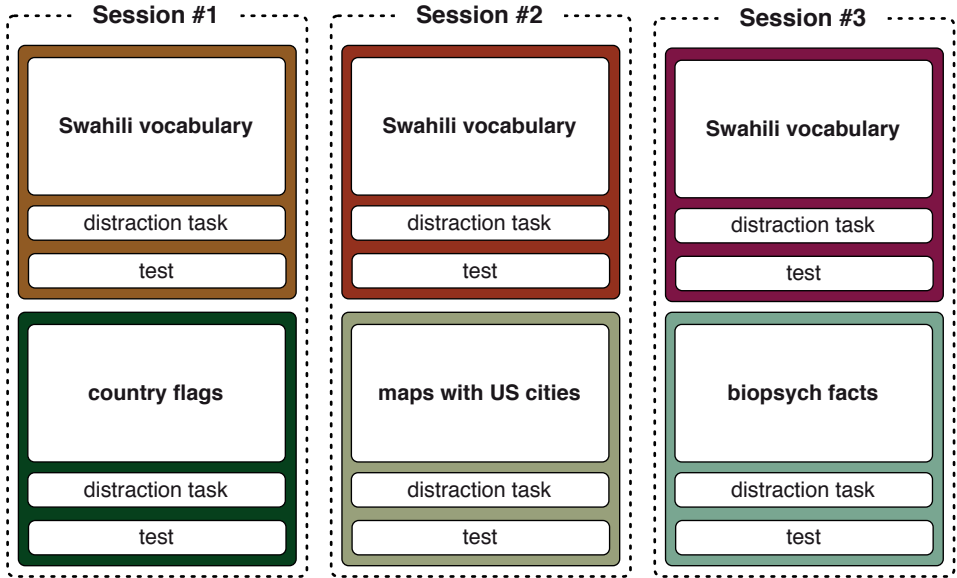 Session #1
Swahili vocabulary
distraction task
test
country flags
distraction task
test
Session #2
Swahili vocabulary
distraction task
test
maps with US cities
distraction task
test
Session #3
Swahili vocabulary
distraction task
test
biopsych facts
distraction task
test